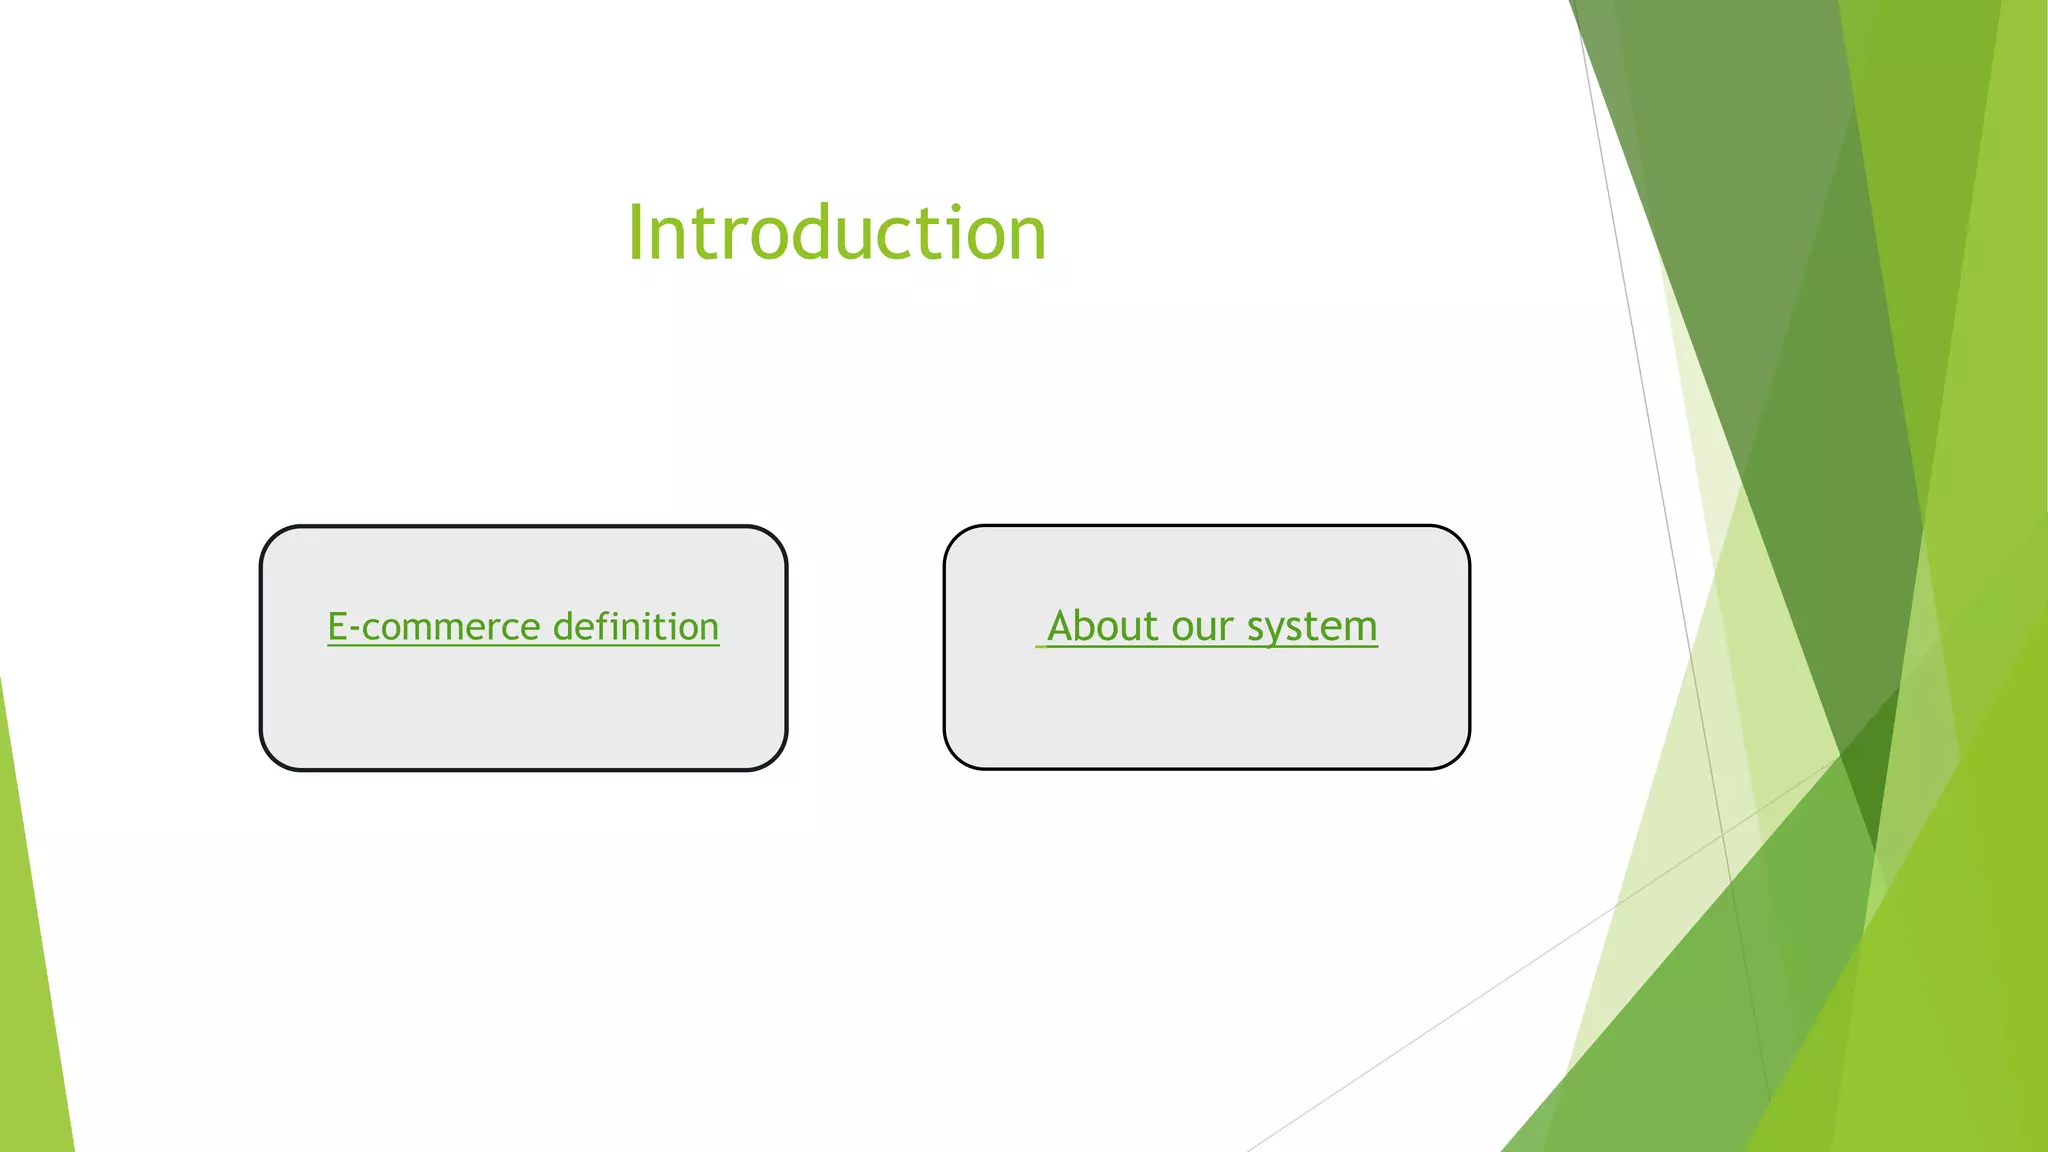 Introduction
E-commerce definition
About our system